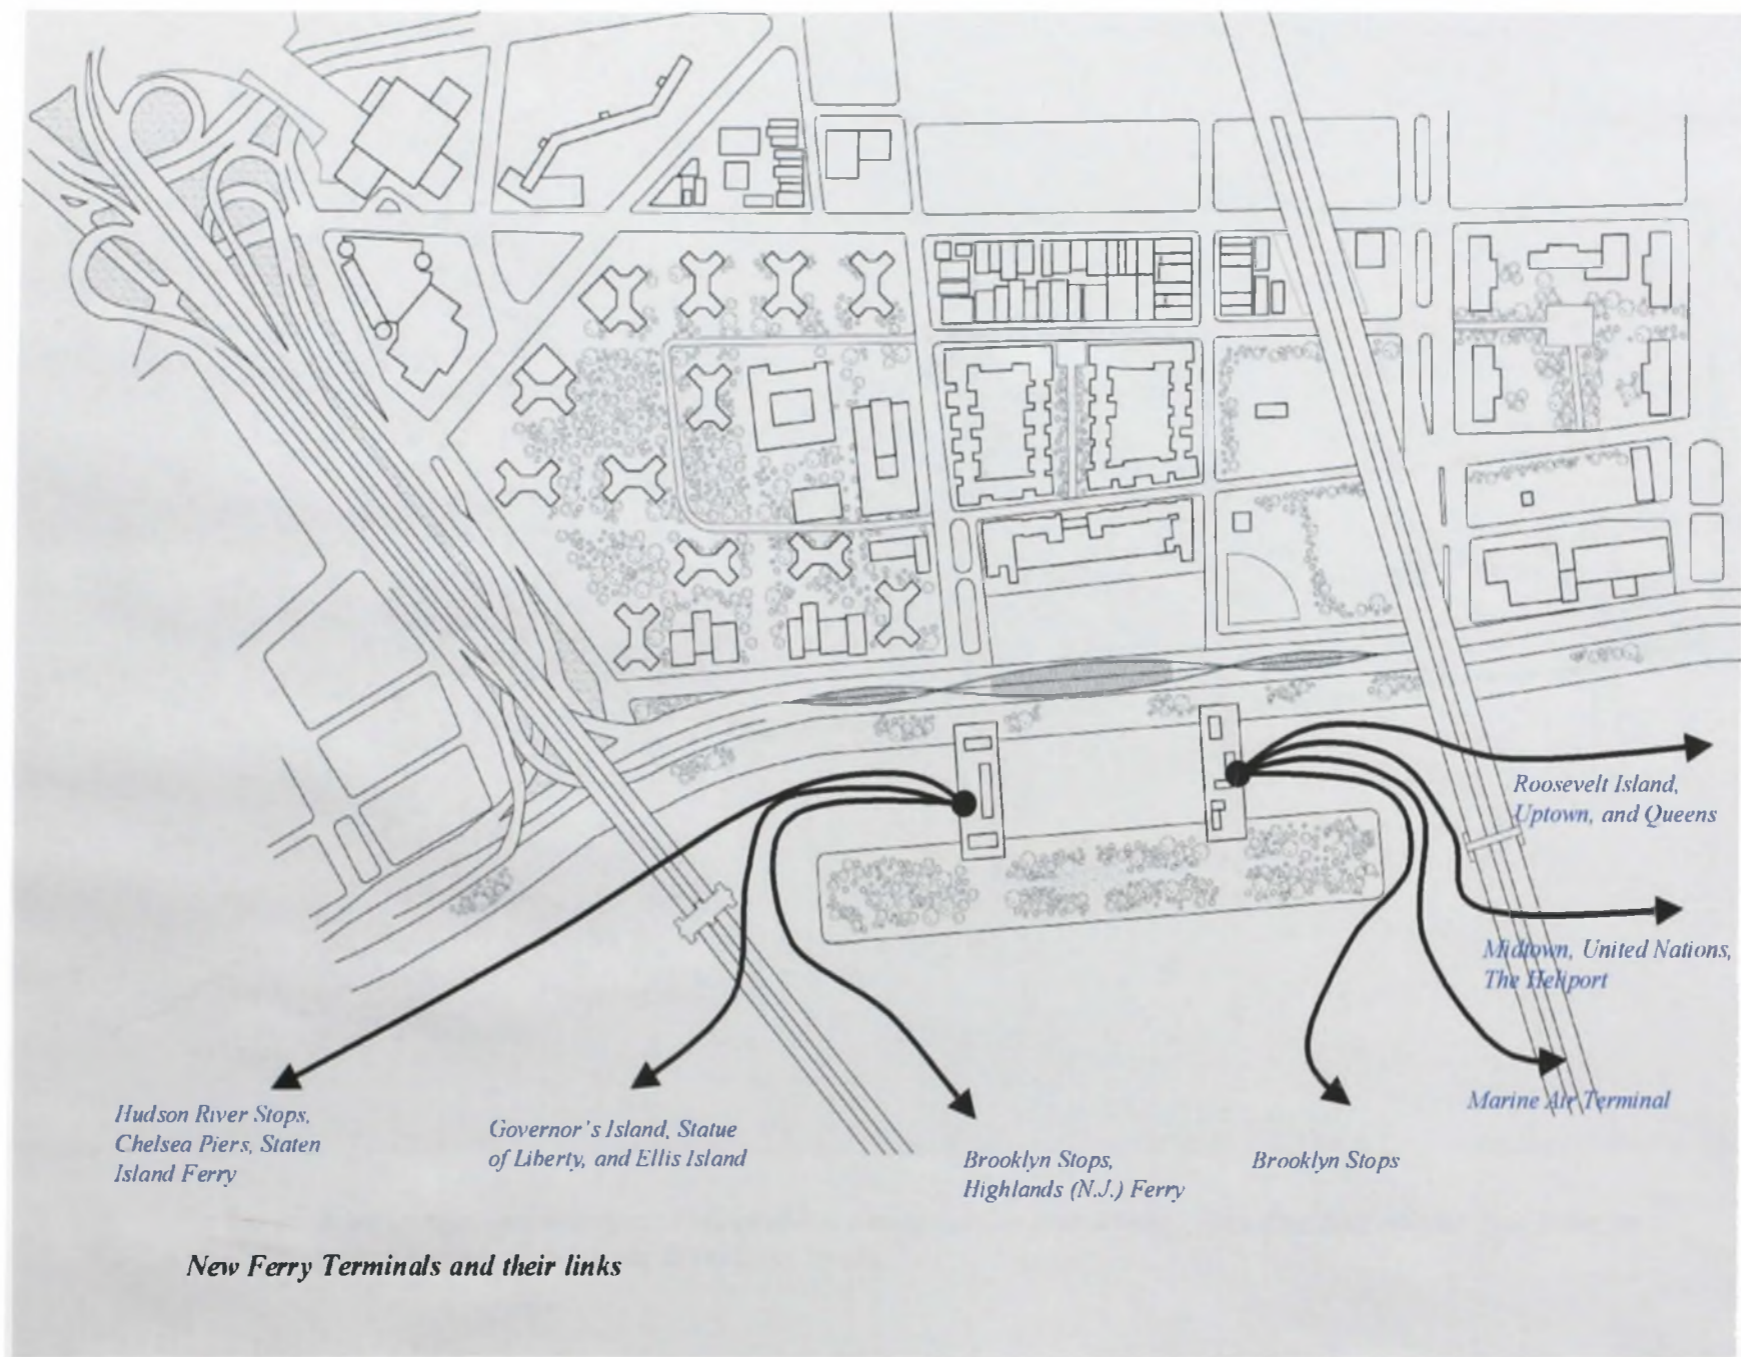 Roosevelt Island,
Uptown, and Queens
Midtown, United Nations,
The Heliport
Marine Air Terminal
Hudson River Stops,
Chelsea Piers, Staten
Island Ferry
Governor's Island, Statue
of Liberty, and Ellis Island
Brooklyn Stops,
Highlands (N.J.) Ferry
Brooklyn Stops
New Ferry Terminals and their links